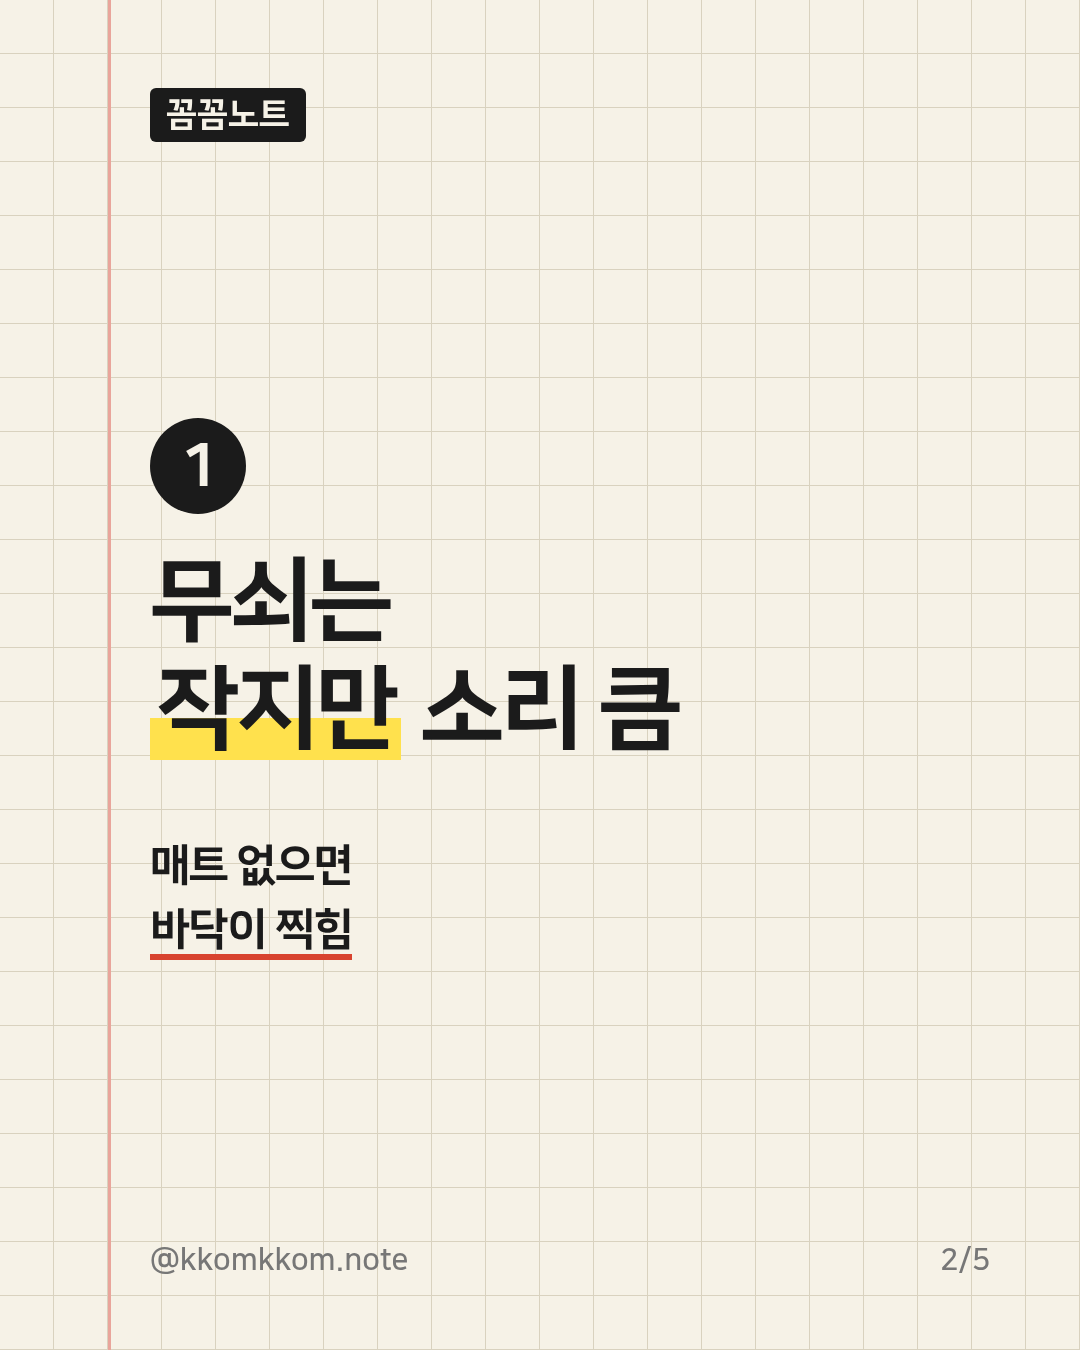 꼼꼼노트
1
무쇠는
작지만 소리 큼
매트 없으면
바닥이 찍힘
@kkomkkom.note
2/5